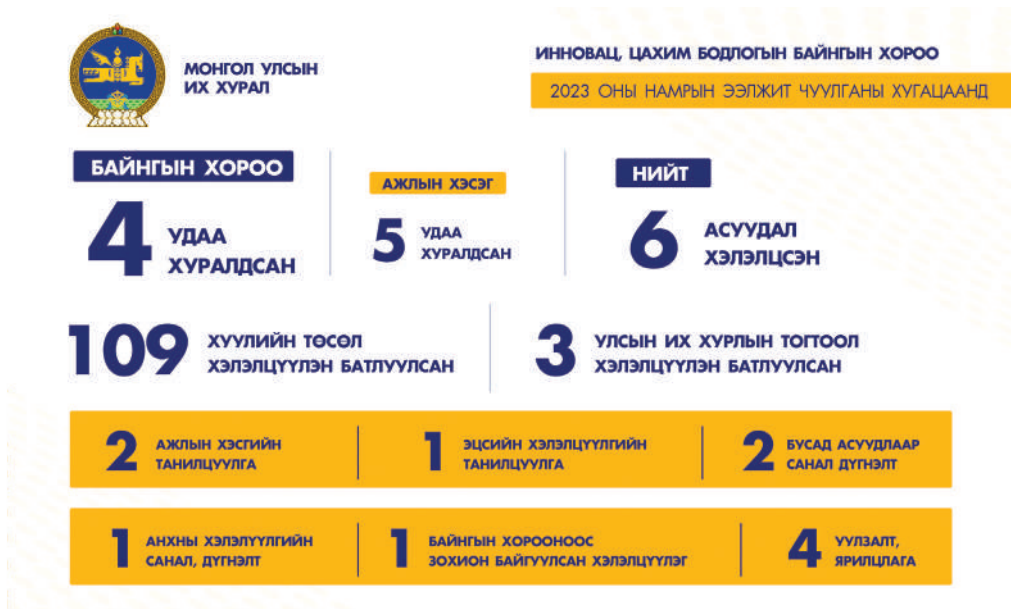 МОНГОЛ УЛСЫН
ИХ ХУРАЛ
ИННОВАЦ, ЦАХИМ БОДЛОГЫН БАЙНГЫН ХОРОО
2023 ОНЫ НАМРЫН ЭЭЛЖИТ ЧУУЛГАНЫ ХУГАЦААНД
БАЙНГЫН ХОРОО
4 УДАА
ХУРАЛДСАН
АЖЛЫН ХЭСЭГ
5 УДАА
ХУРАЛДСАН
НИЙТ
6 АСУУДАЛ
ХЭЛЭЛЦСЭН
109 ХУУЛИЙН ТӨСӨЛ
ХЭЛЭЛЦҮҮЛЭН БАТЛУУЛСАН
3 УЛСЫН ИХ ХУРЛЫН ТОГТООЛ
ХЭЛЭЛЦҮҮЛЭН БАТЛУУЛСАН
2 АЖЛЫН ХЭСГИЙН
ТАНИЛЦУУЛГА
1 ЭЦСИЙН ХЭЛЭЛЦҮҮЛГИЙН
ТАНИЛЦУУЛГА
2 БУСАД АСУУДЛААР
САНАЛ ДҮГНЭЛТ
1 АНХНЫ ХЭЛЭЛҮҮЛГИЙН
САНАЛ, ДҮГНЭЛТ
1 БАЙНГЫН ХОРООНООС
ЗОХИОН БАЙГУУЛСАН ХЭЛЭЛЦҮҮЛЭГ
4 УУЛЗАЛТ,
ЯРИЛЦЛАГА